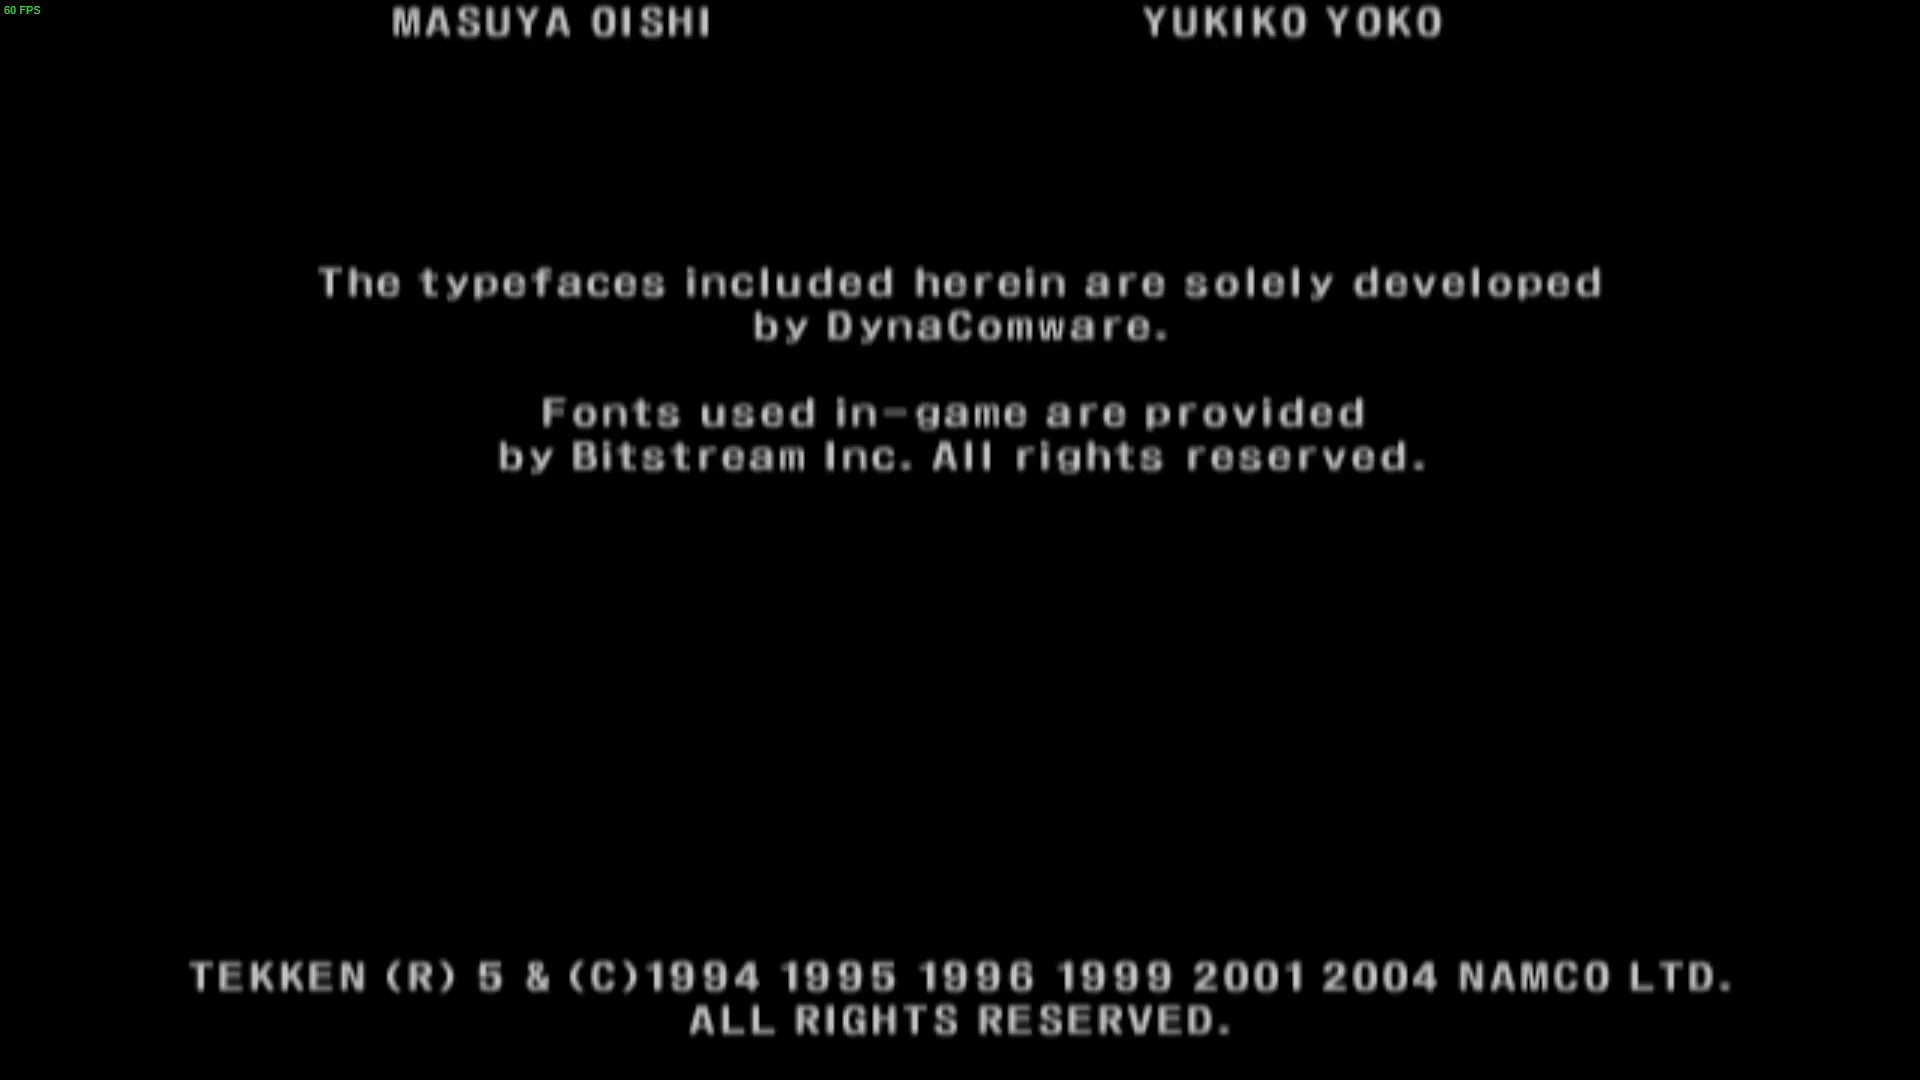 60 FPS
MASUYA OISHI YUKIKO YOKO
The typefaces included herein are solely developed
by DynaComware.
Fonts used in-game are provided
by Bitstream Inc. All rights reserved.
TEKKEN (R) 5 & (C)1994 1995 1996 1999 2001 2004 NAMCO LTD.
ALL RIGHTS RESERVED.